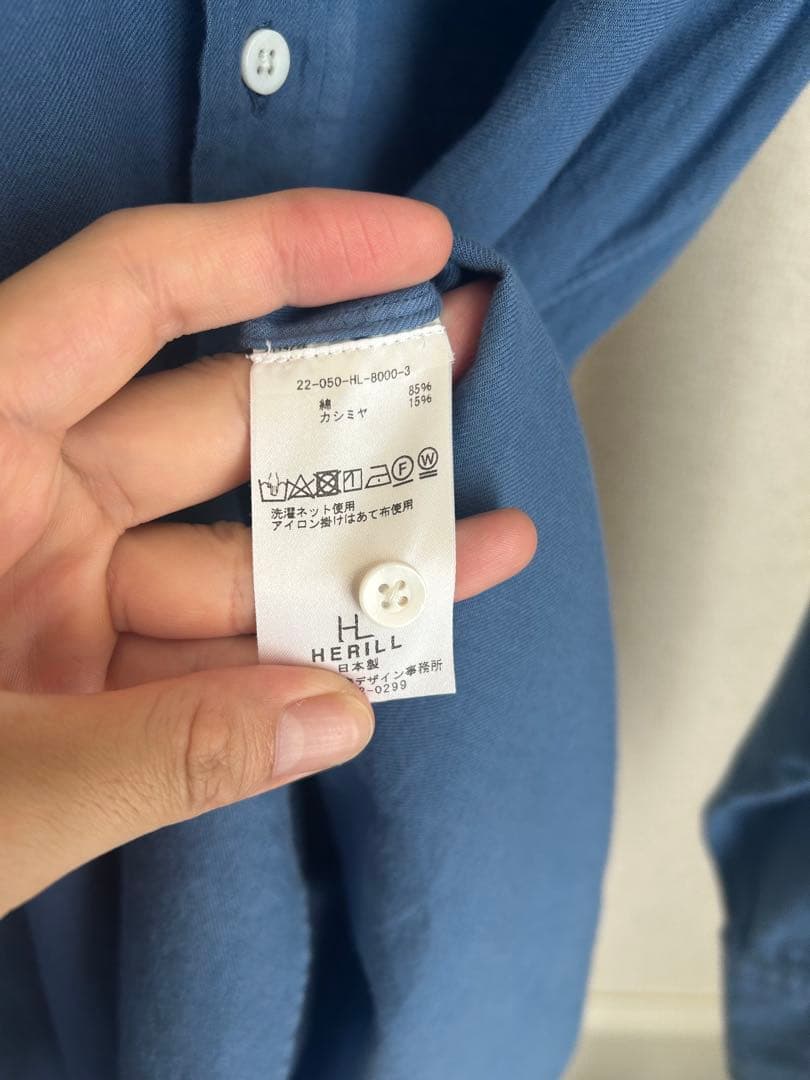 22-050-HL-8000-3
綿 85%
カシミヤ 15%
F W
洗濯ネット使用
アイロン掛けはあて布使用
HL
HERILL
日本製
デザイン事務所
-0299